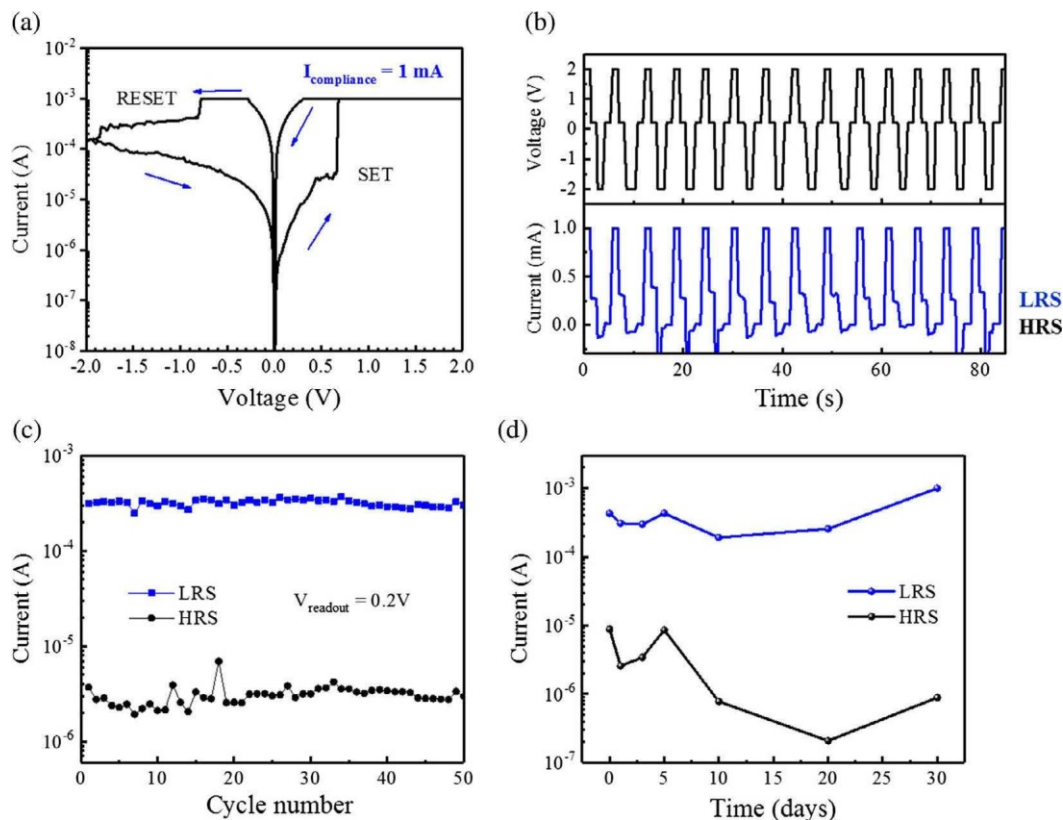 (a)
10⁻²
10⁻³
10⁻⁴
10⁻⁵
10⁻⁶
10⁻⁷
10⁻⁸
Current (A)
I_compliance = 1 mA
RESET
SET
-2.0 -1.5 -1.0 -0.5 0.0 0.5 1.0 1.5 2.0
Voltage (V)
(b)
2
1
0
-1
-2
Voltage (V)
1.0
0.5
0.0
Current (mA)
LRS
HRS
0 20 40 60 80
Time (s)
(c)
10⁻³
10⁻⁴
10⁻⁵
10⁻⁶
Current (A)
LRS
HRS
V_readout = 0.2V
0 10 20 30 40 50
Cycle number
(d)
10⁻³
10⁻⁴
10⁻⁵
10⁻⁶
10⁻⁷
Current (A)
LRS
HRS
0 5 10 20 30
Time (days)